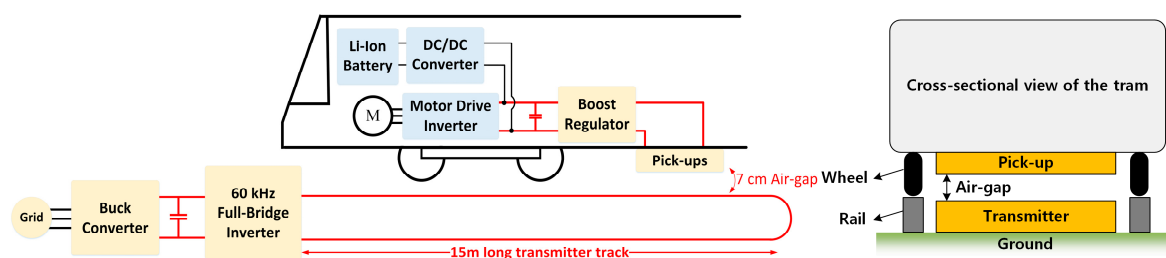 Li-Ion
Battery
DC/DC
Converter
M
Motor Drive
Inverter
Boost
Regulator
Pick-ups
7 cm Air-gap
Grid
Buck
Converter
60 kHz
Full-Bridge
Inverter
15m long transmitter track
Cross-sectional view of the tram
Pick-up
Wheel
Air-gap
Rail
Transmitter
Ground